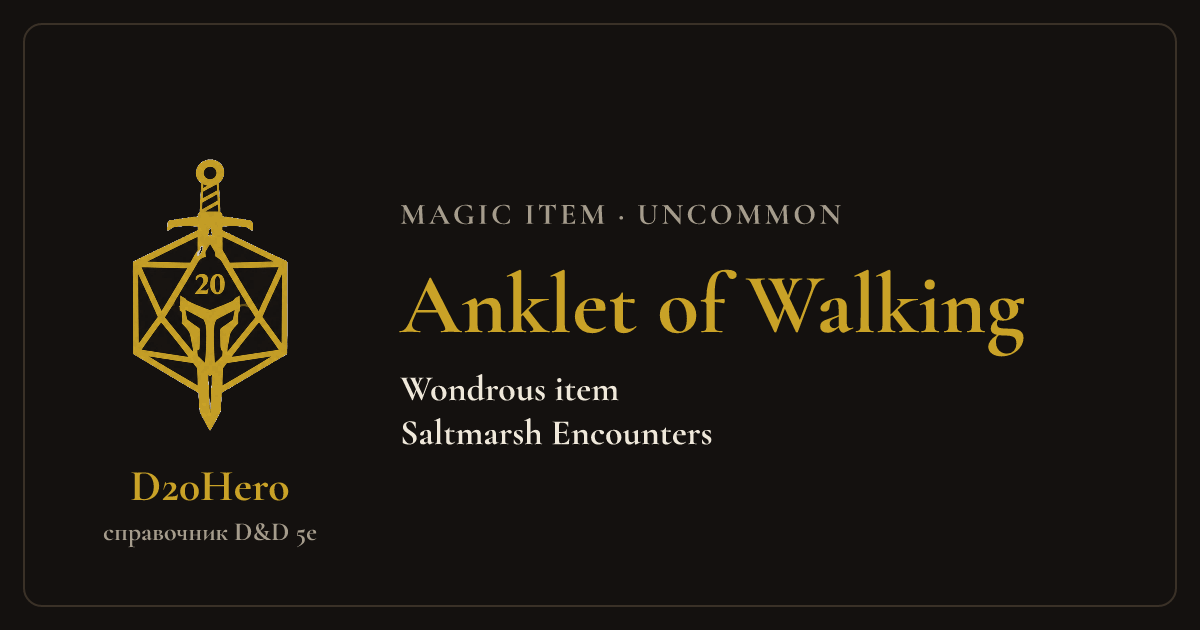 20
D20Hero
справочник D&D 5e
MAGIC ITEM · UNCOMMON
Anklet of Walking
Wondrous item
Saltmarsh Encounters